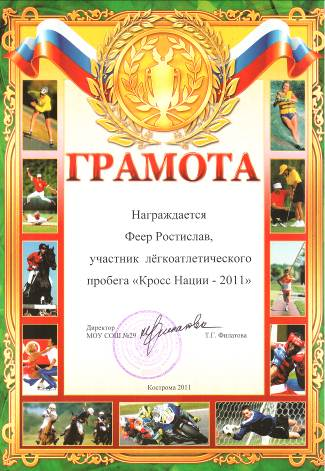 ГРАМОТА
Награждается
Феер Ростислав,
участник лёгкоатлетического
пробега «Кросс Нации - 2011»
Директор
МОУ СОШ №29
Т.Г. Филатова
Кострома 2011